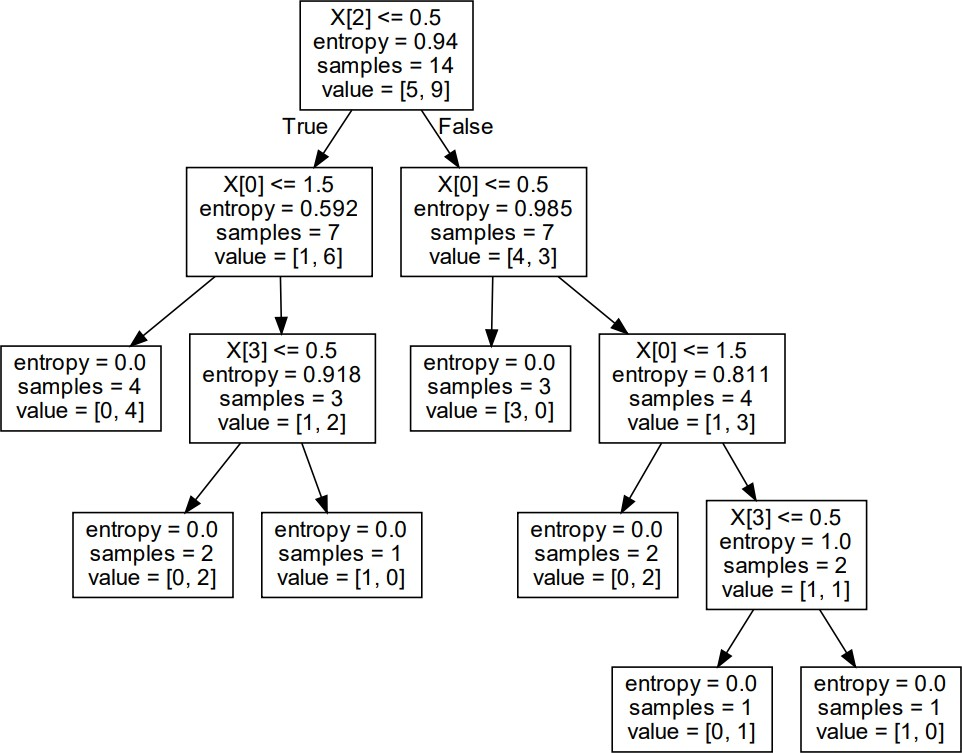 X[2] <= 0.5
entropy = 0.94
samples = 14
value = [5, 9]
True
False
X[0] <= 1.5
entropy = 0.592
samples = 7
value = [1, 6]
X[0] <= 0.5
entropy = 0.985
samples = 7
value = [4, 3]
entropy = 0.0
samples = 4
value = [0, 4]
X[3] <= 0.5
entropy = 0.918
samples = 3
value = [1, 2]
entropy = 0.0
samples = 3
value = [3, 0]
X[0] <= 1.5
entropy = 0.811
samples = 4
value = [1, 3]
entropy = 0.0
samples = 2
value = [0, 2]
entropy = 0.0
samples = 1
value = [1, 0]
entropy = 0.0
samples = 2
value = [0, 2]
X[3] <= 0.5
entropy = 1.0
samples = 2
value = [1, 1]
entropy = 0.0
samples = 1
value = [0, 1]
entropy = 0.0
samples = 1
value = [1, 0]